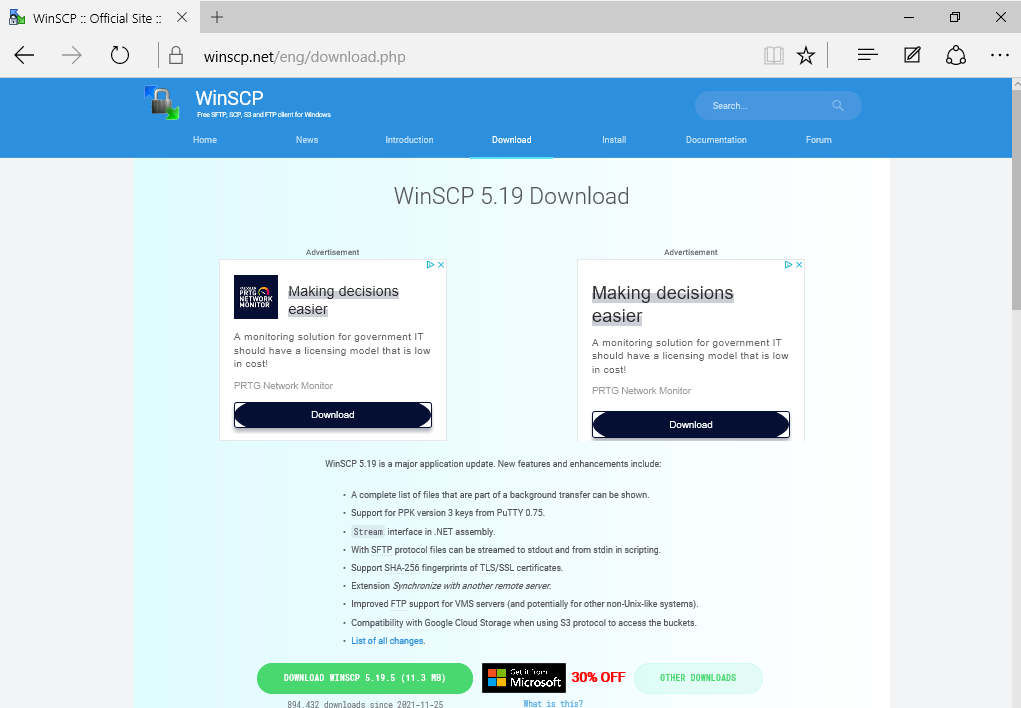 WinSCP :: Official Site ::
winscp.net/eng/download.php
WinSCP
Free SFTP, SCP, S3 and FTP client for Windows
Search...
Home News Introduction Download Install Documentation Forum
WinSCP 5.19 Download
Advertisement
PRTG NETWORK MONITOR
Making decisions
easier
A monitoring solution for government IT
should have a licensing model that is low
in cost!
PRTG Network Monitor
Download
Advertisement
Making decisions
easier
A monitoring solution for government IT
should have a licensing model that is low
in cost!
PRTG Network Monitor
Download
WinSCP 5.19 is a major application update. New features and enhancements include:
• A complete list of files that are part of a background transfer can be shown.
• Support for PPK version 3 keys from PuTTY 0.75.
• Stream interface in .NET assembly.
• With SFTP protocol files can be streamed to stdout and from stdin in scripting.
• Support SHA-256 fingerprints of TLS/SSL certificates.
• Extension Synchronize with another remote server.
• Improved FTP support for VMS servers (and potentially for other non-Unix-like systems).
• Compatibility with Google Cloud Storage when using S3 protocol to access the buckets.
• List of all changes.
DOWNLOAD WINSCP 5.19.5 (11.3 MB)
Get it from
Microsoft
30% OFF
OTHER DOWNLOADS
894,432 downloads since 2021-11-25
What is this?